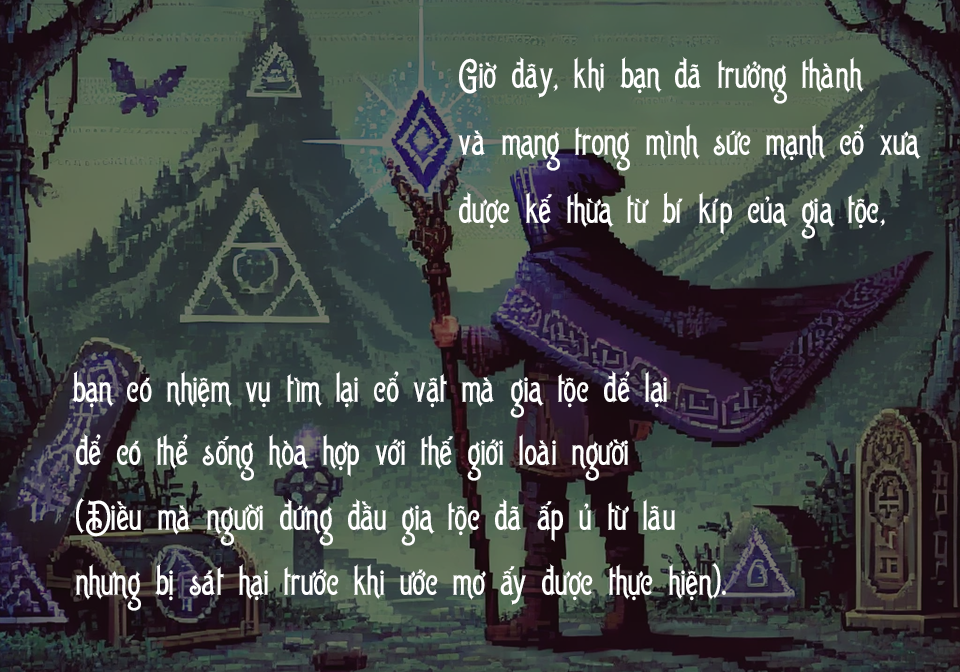 Giờ đây, khi bạn đã trưởng thành
và mang trong mình sức mạnh cổ xưa
được kế thừa từ bí kíp của gia tộc,
bạn có nhiệm vụ tìm lại cổ vật mà gia tộc để lại
để có thể sống hòa hợp với thế giới loài người
(Điều mà người đứng đầu gia tộc đã ấp ủ từ lâu
nhưng bị sát hại trước khi ước mơ ấy được thực hiện).